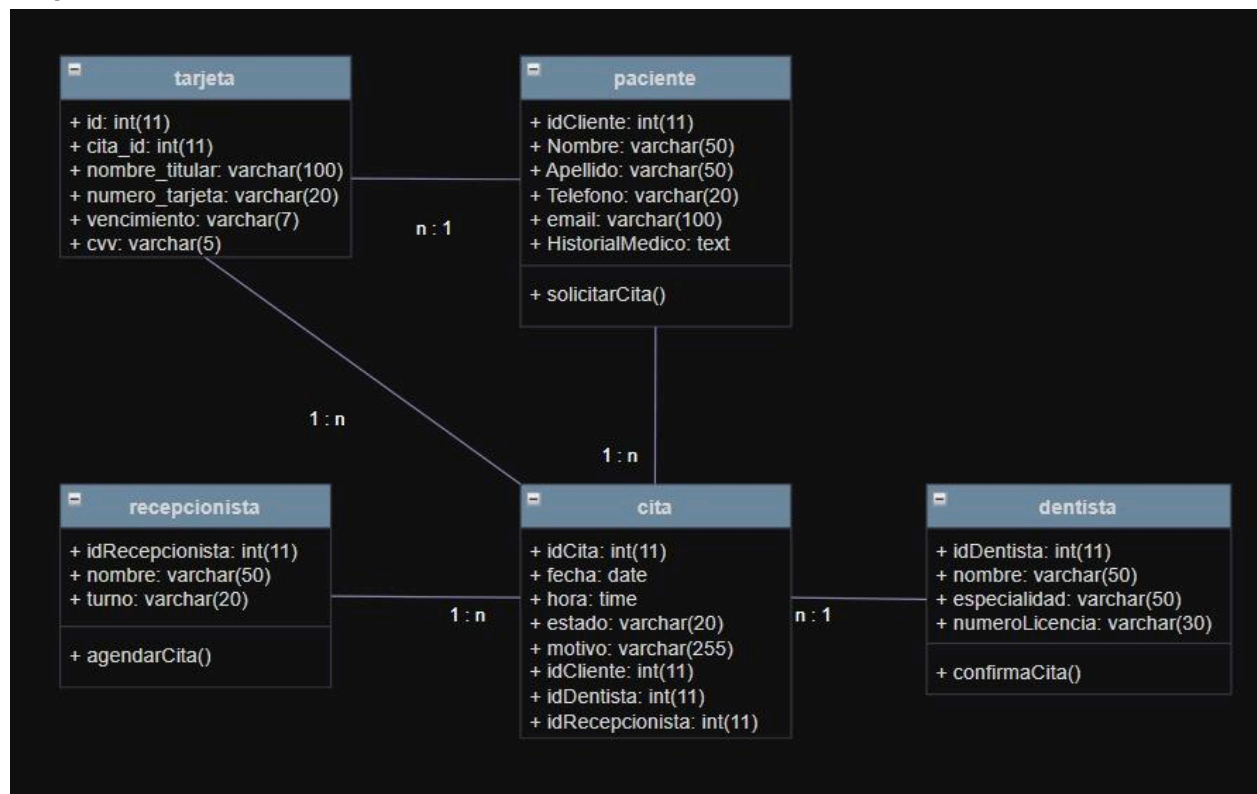 tarjeta
+ id: int(11)
+ cita_id: int(11)
+ nombre_titular: varchar(100)
+ numero_tarjeta: varchar(20)
+ vencimiento: varchar(7)
+ cvv: varchar(5)
n : 1
paciente
+ idCliente: int(11)
+ Nombre: varchar(50)
+ Apellido: varchar(50)
+ Telefono: varchar(20)
+ email: varchar(100)
+ HistorialMedico: text
+ solicitarCita()
1 : n
1 : n
recepcionista
+ idRecepcionista: int(11)
+ nombre: varchar(50)
+ turno: varchar(20)
+ agendarCita()
1 : n
cita
+ idCita: int(11)
+ fecha: date
+ hora: time
+ estado: varchar(20)
+ motivo: varchar(255)
+ idCliente: int(11)
+ idDentista: int(11)
+ idRecepcionista: int(11)
n : 1
dentista
+ idDentista: int(11)
+ nombre: varchar(50)
+ especialidad: varchar(50)
+ numeroLicencia: varchar(30)
+ confirmaCita()